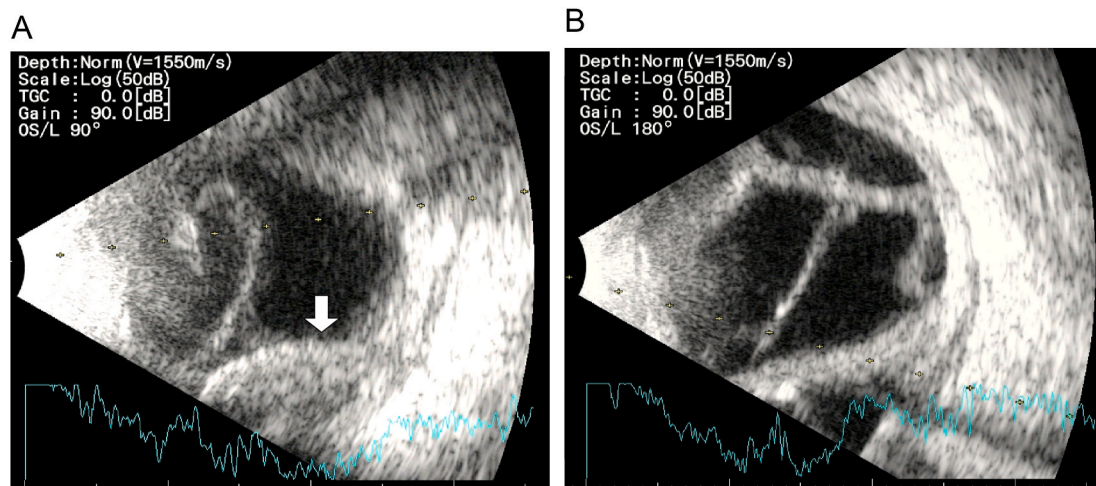 A
Depth:Norm(V=1550m/s)
Scale:Log(50dB)
TGC : 0.0[dB]
Gain : 90.0[dB]
OS/L 90°
B
Depth:Norm(V=1550m/s)
Scale:Log(50dB)
TGC : 0.0[dB]
Gain : 90.0[dB]
OS/L 180°